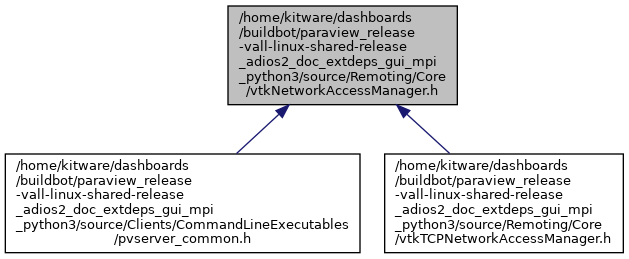 /home/kitware/dashboards
/buildbot/paraview_release
-vall-linux-shared-release
_adios2_doc_extdeps_gui_mpi
_python3/source/Remoting/Core
/vtkNetworkAccessManager.h
/home/kitware/dashboards
/buildbot/paraview_release
-vall-linux-shared-release
_adios2_doc_extdeps_gui_mpi
_python3/source/Clients/CommandLineExecutables
/pvserver_common.h
/home/kitware/dashboards
/buildbot/paraview_release
-vall-linux-shared-release
_adios2_doc_extdeps_gui_mpi
_python3/source/Remoting/Core
/vtkTCPNetworkAccessManager.h